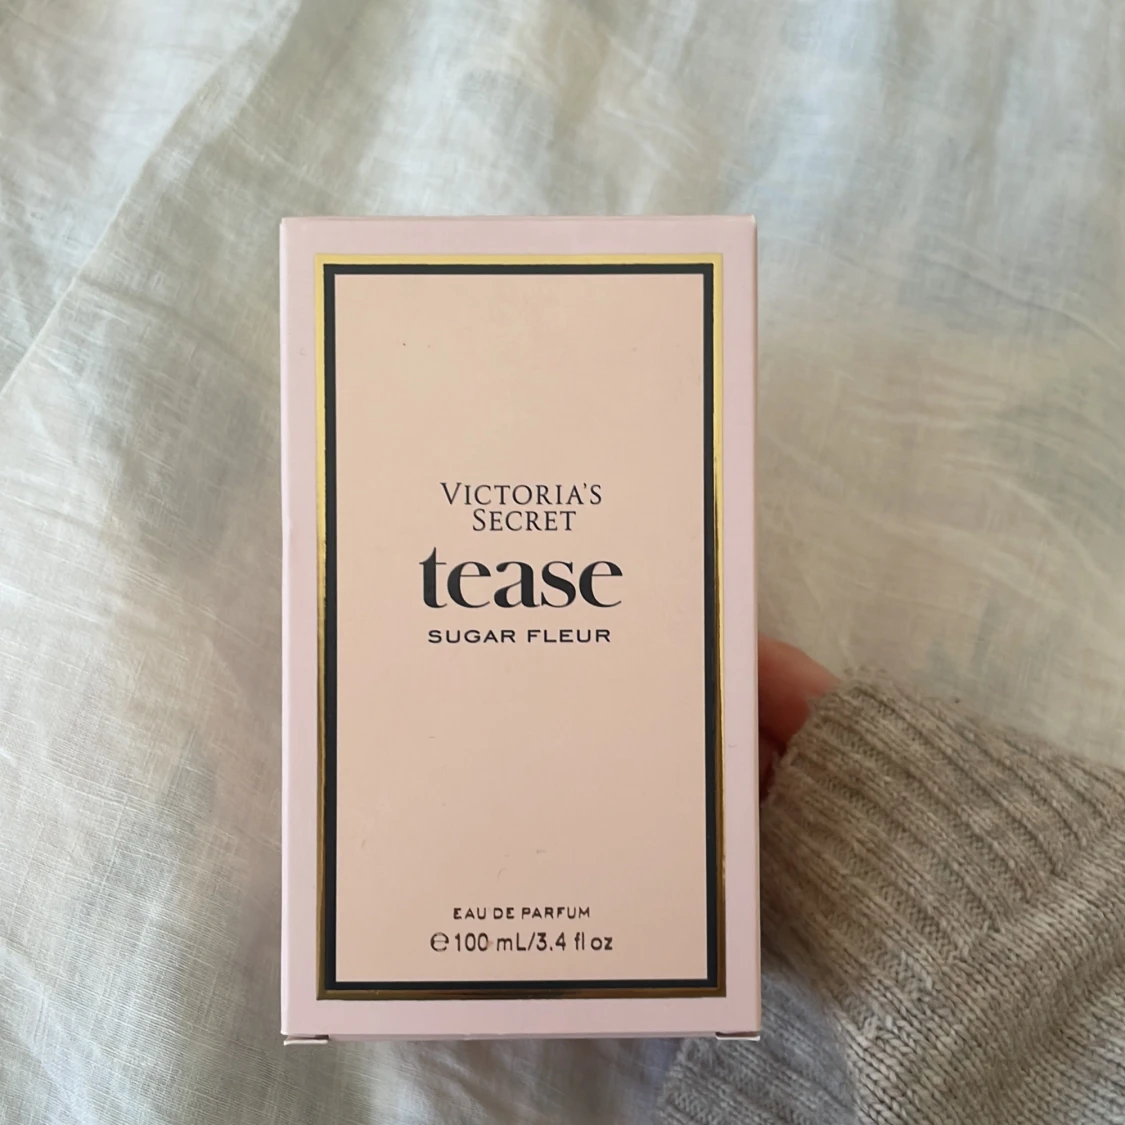 VICTORIA'S
SECRET
tease
SUGAR FLEUR
EAU DE PARFUM
℮ 100 mL/3.4 fl oz